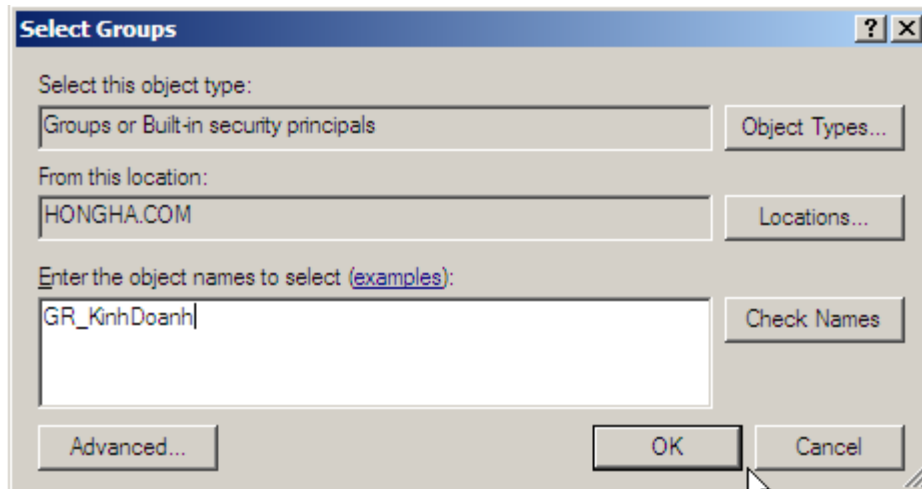 Select Groups
Select this object type:
Groups or Built-in security principals
Object Types...
From this location:
HONGHA.COM
Locations...
Enter the object names to select (examples):
GR_KinhDoanh
Check Names
Advanced...
OK
Cancel